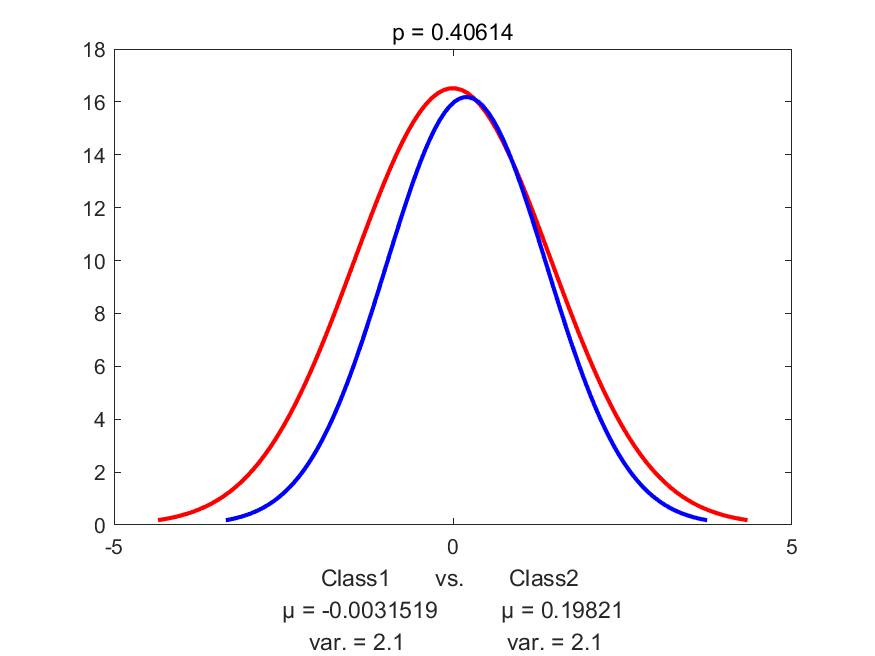 p = 0.40614
18
16
14
12
10
8
6
4
2
0
-5 0 5
Class1 vs. Class2
μ = -0.0031519 μ = 0.19821
var. = 2.1 var. = 2.1